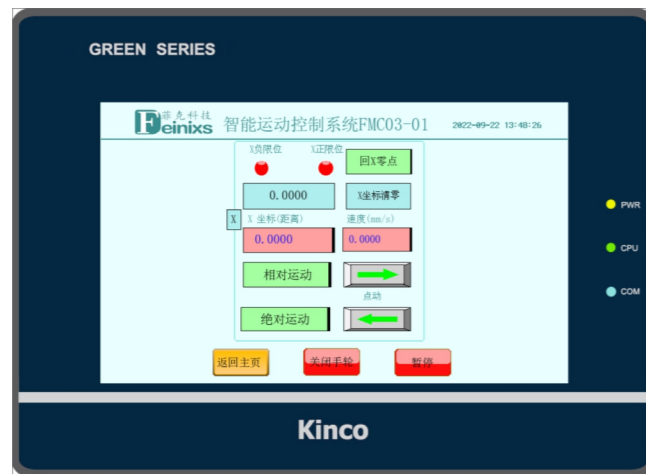 GREEN SERIES
菲克科技
Feinixs
智能运动控制系统FMC03-01
2022-09-22 13:48:26
X负限位 X正限位
回X零点
0.0000
X坐标清零
X
X 坐标(距离) 速度(mm/s)
0.0000 0.0000
相对运动
点动
绝对运动
返回主页 关闭手轮 暂停
PWR
CPU
COM
Kinco